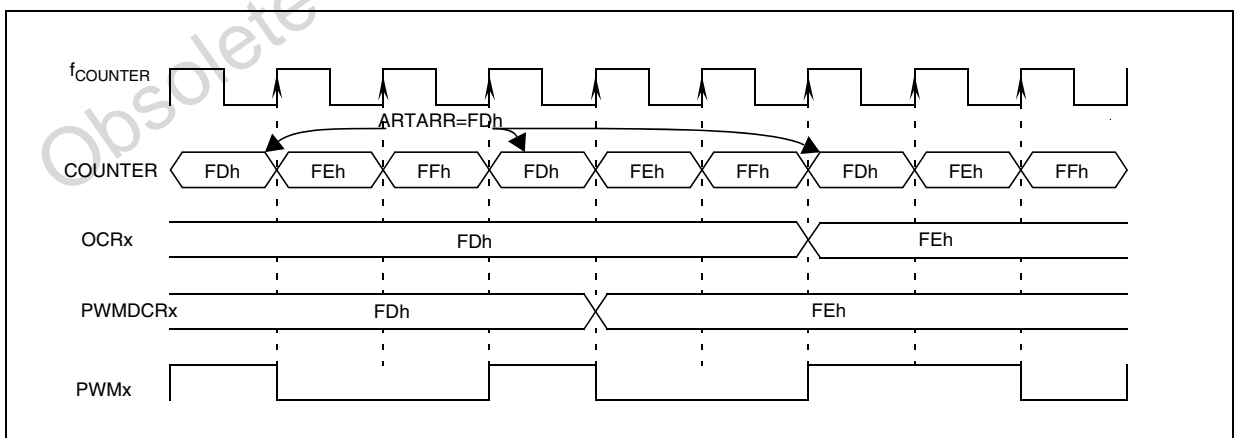 Obsolete
fCOUNTER
ARTARR=FDh
COUNTER FDh FEh FFh FDh FEh FFh FDh FEh FFh
OCRx FDh FEh
PWMDCRx FDh FEh
PWMx